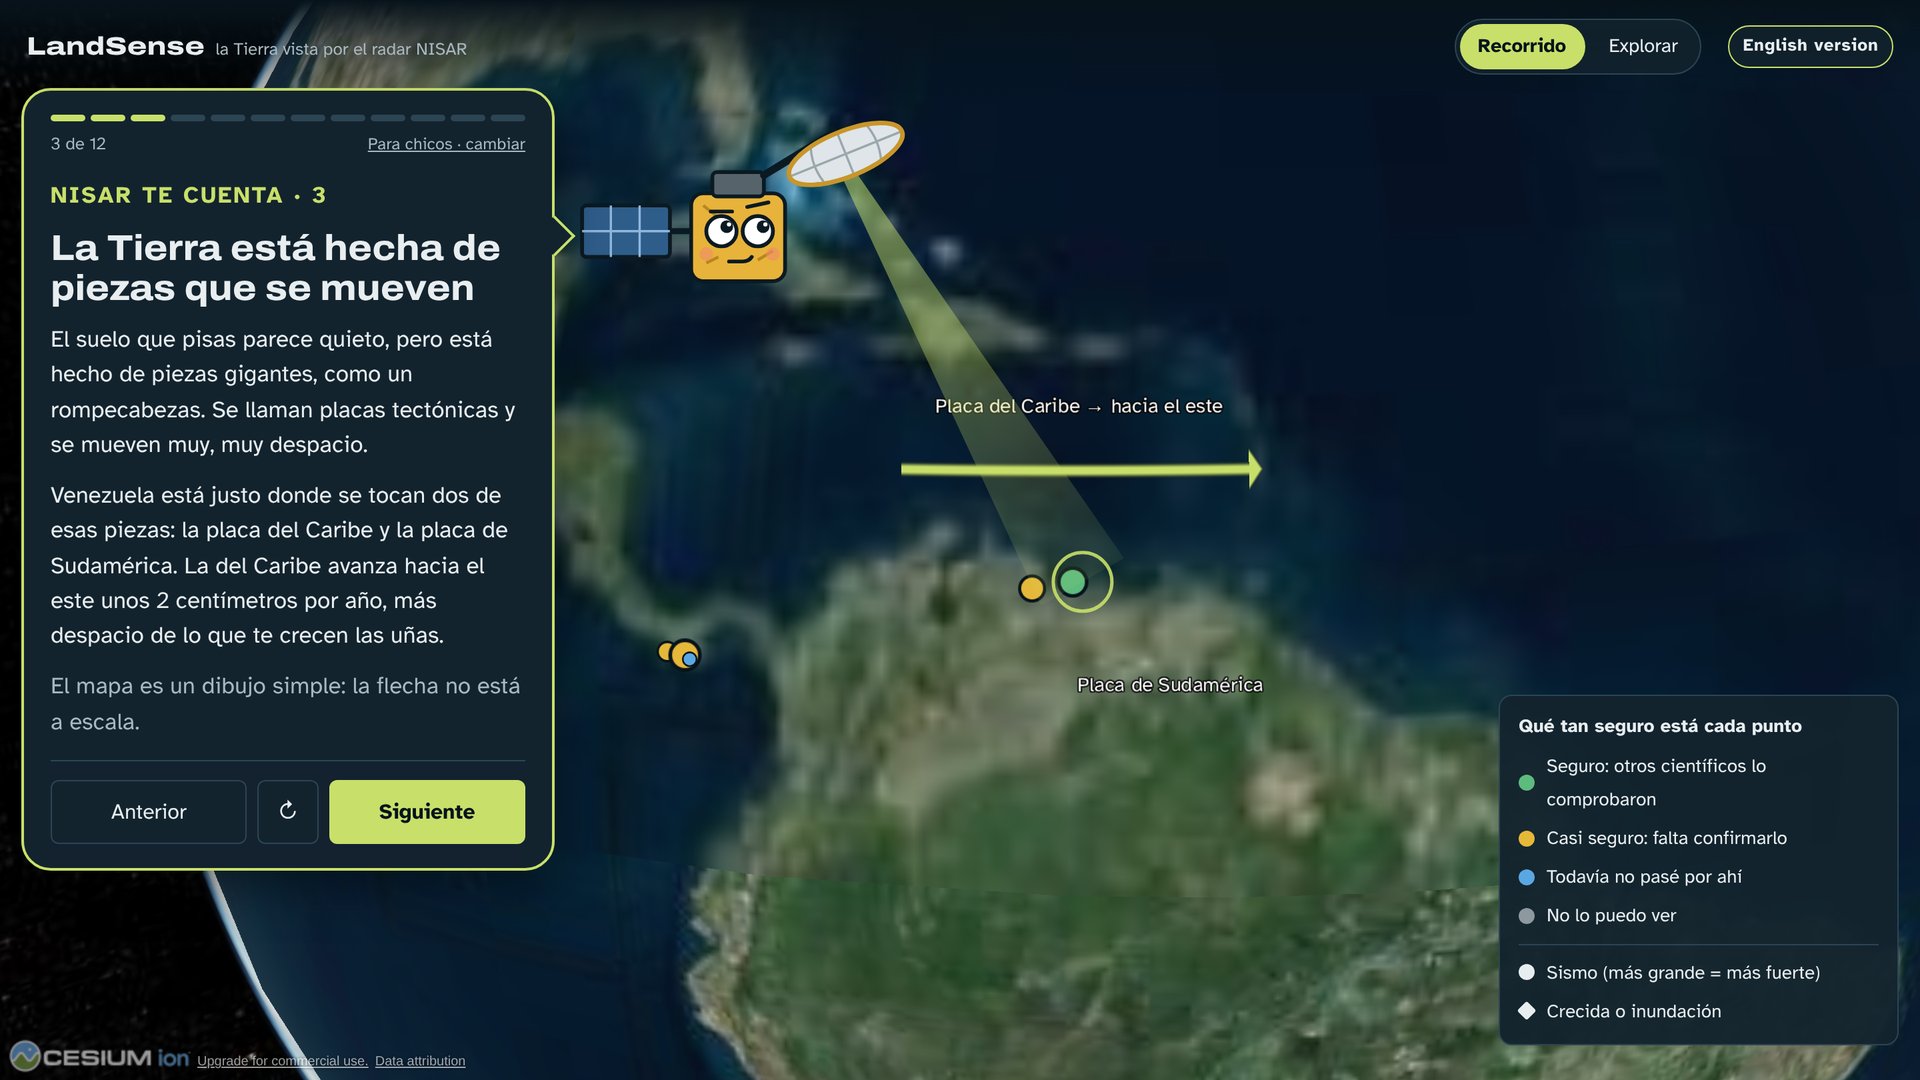 LandSense la Tierra vista por el radar NISAR
Recorrido
Explorar
English version
3 de 12
Para chicos · cambiar
NISAR TE CUENTA · 3
La Tierra está hecha de
piezas que se mueven
El suelo que pisas parece quieto, pero está
hecho de piezas gigantes, como un
rompecabezas. Se llaman placas tectónicas y
se mueven muy, muy despacio.
Venezuela está justo donde se tocan dos de
esas piezas: la placa del Caribe y la placa de
Sudamérica. La del Caribe avanza hacia el
este unos 2 centímetros por año, más
despacio de lo que te crecen las uñas.
El mapa es un dibujo simple: la flecha no está
a escala.
Anterior
↻
Siguiente
Placa del Caribe → hacia el este
Placa de Sudamérica
Qué tan seguro está cada punto
Seguro: otros científicos lo
comprobaron
Casi seguro: falta confirmarlo
Todavía no pasé por ahí
No lo puedo ver
Sismo (más grande = más fuerte)
Crecida o inundación
CESIUM ion Upgrade for commercial use. Data attribution